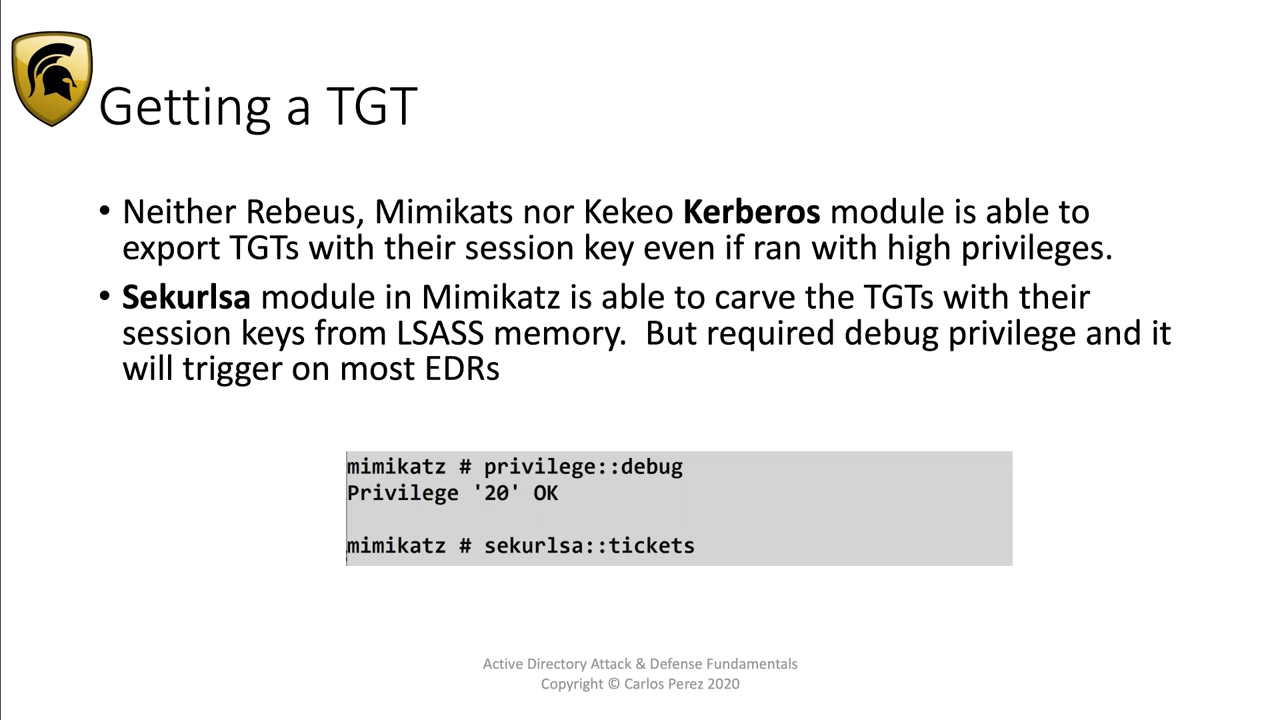 Getting a TGT
• Neither Rebeus, Mimikats nor Kekeo Kerberos module is able to
export TGTs with their session key even if ran with high privileges.
• Sekurlsa module in Mimikatz is able to carve the TGTs with their
session keys from LSASS memory.  But required debug privilege and it
will trigger on most EDRs
mimikatz # privilege::debug
Privilege '20' OK
mimikatz # sekurlsa::tickets
Active Directory Attack & Defense Fundamentals
Copyright © Carlos Perez 2020